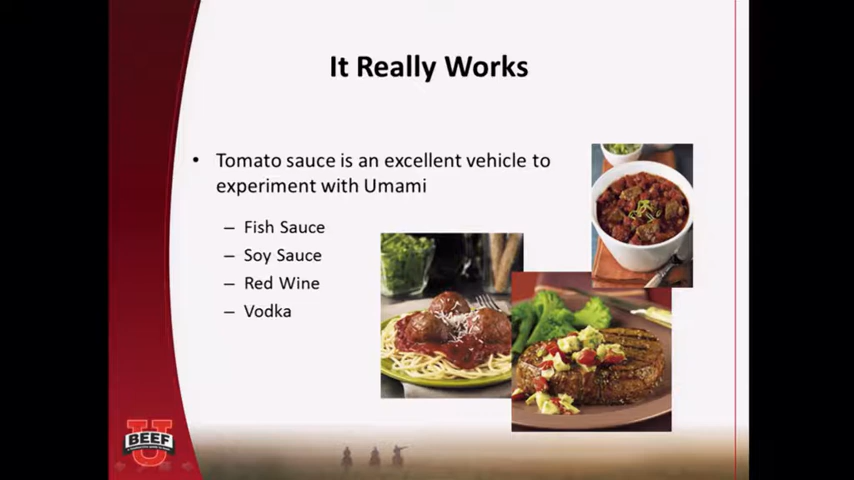 It Really Works
• Tomato sauce is an excellent vehicle to
experiment with Umami
– Fish Sauce
– Soy Sauce
– Red Wine
– Vodka
U
BEEF